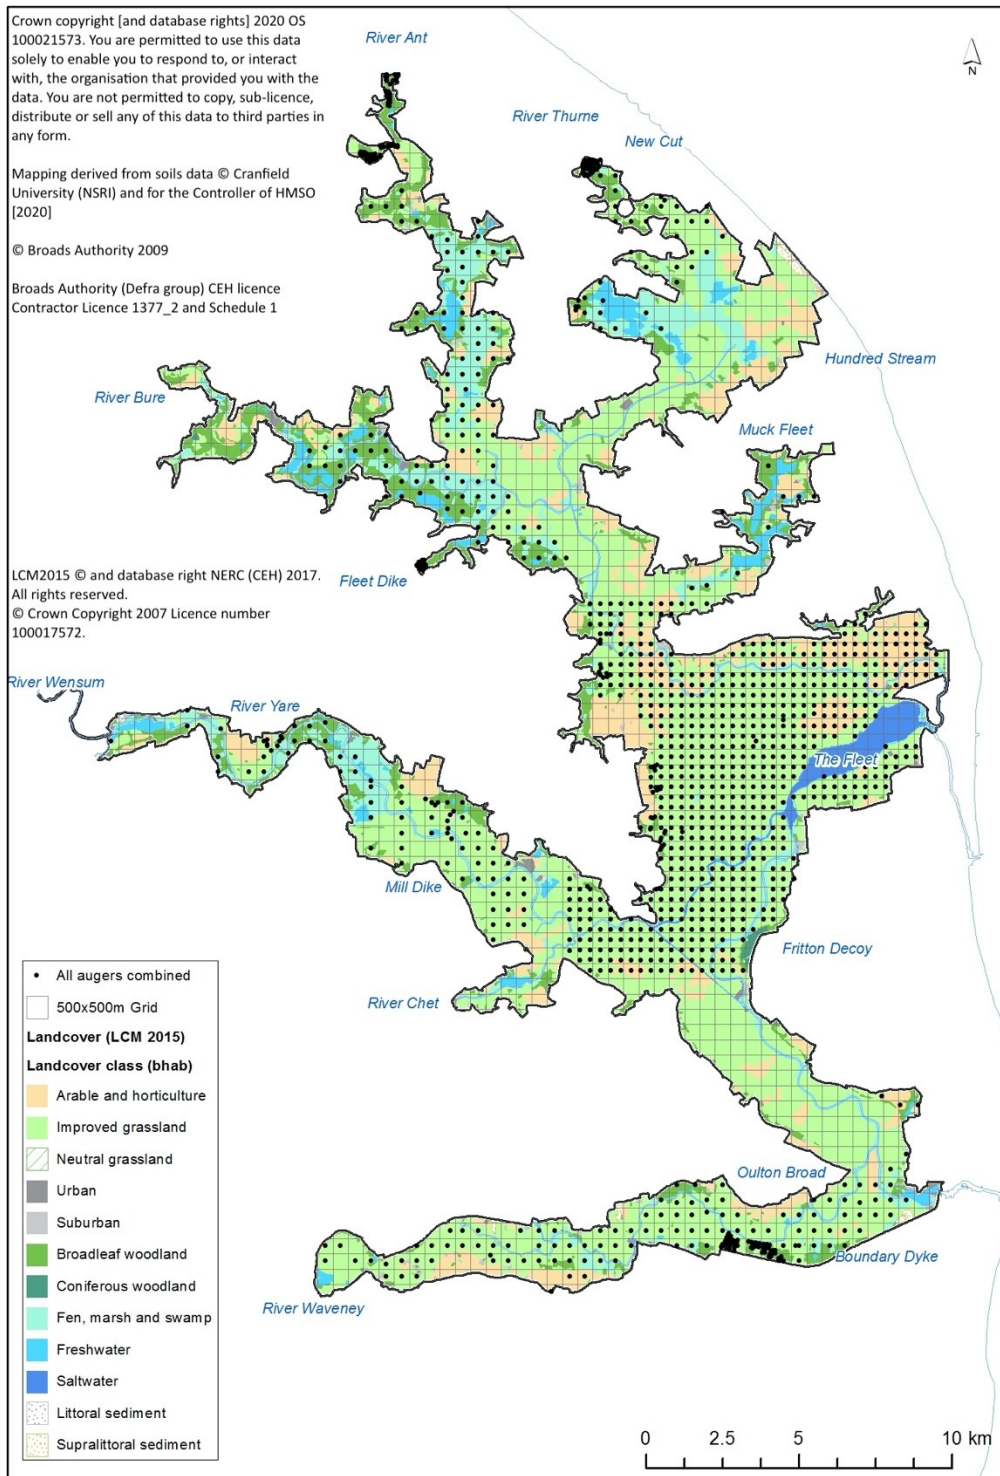 Crown copyright [and database rights] 2020 OS
100021573. You are permitted to use this data
solely to enable you to respond to, or interact
with, the organisation that provided you with the
data. You are not permitted to copy, sub-licence,
distribute or sell any of this data to third parties in
any form.
Mapping derived from soils data © Cranfield
University (NSRI) and for the Controller of HMSO
[2020]
© Broads Authority 2009
Broads Authority (Defra group) CEH licence
Contractor Licence 1377_2 and Schedule 1
River Ant
N
River Thurne
New Cut
Hundred Stream
River Bure
Muck Fleet
Fleet Dike
LCM2015 © and database right NERC (CEH) 2017.
All rights reserved.
© Crown Copyright 2007 Licence number
100017572.
River Wensum
River Yare
The Fleet
Mill Dike
Fritton Decoy
River Chet
Oulton Broad
Boundary Dyke
River Waveney
All augers combined
500x500m Grid
Landcover (LCM 2015)
Landcover class (bhab)
Arable and horticulture
Improved grassland
Neutral grassland
Urban
Suburban
Broadleaf woodland
Coniferous woodland
Fen, marsh and swamp
Freshwater
Saltwater
Littoral sediment
Supralittoral sediment
0 2.5 5 10 km